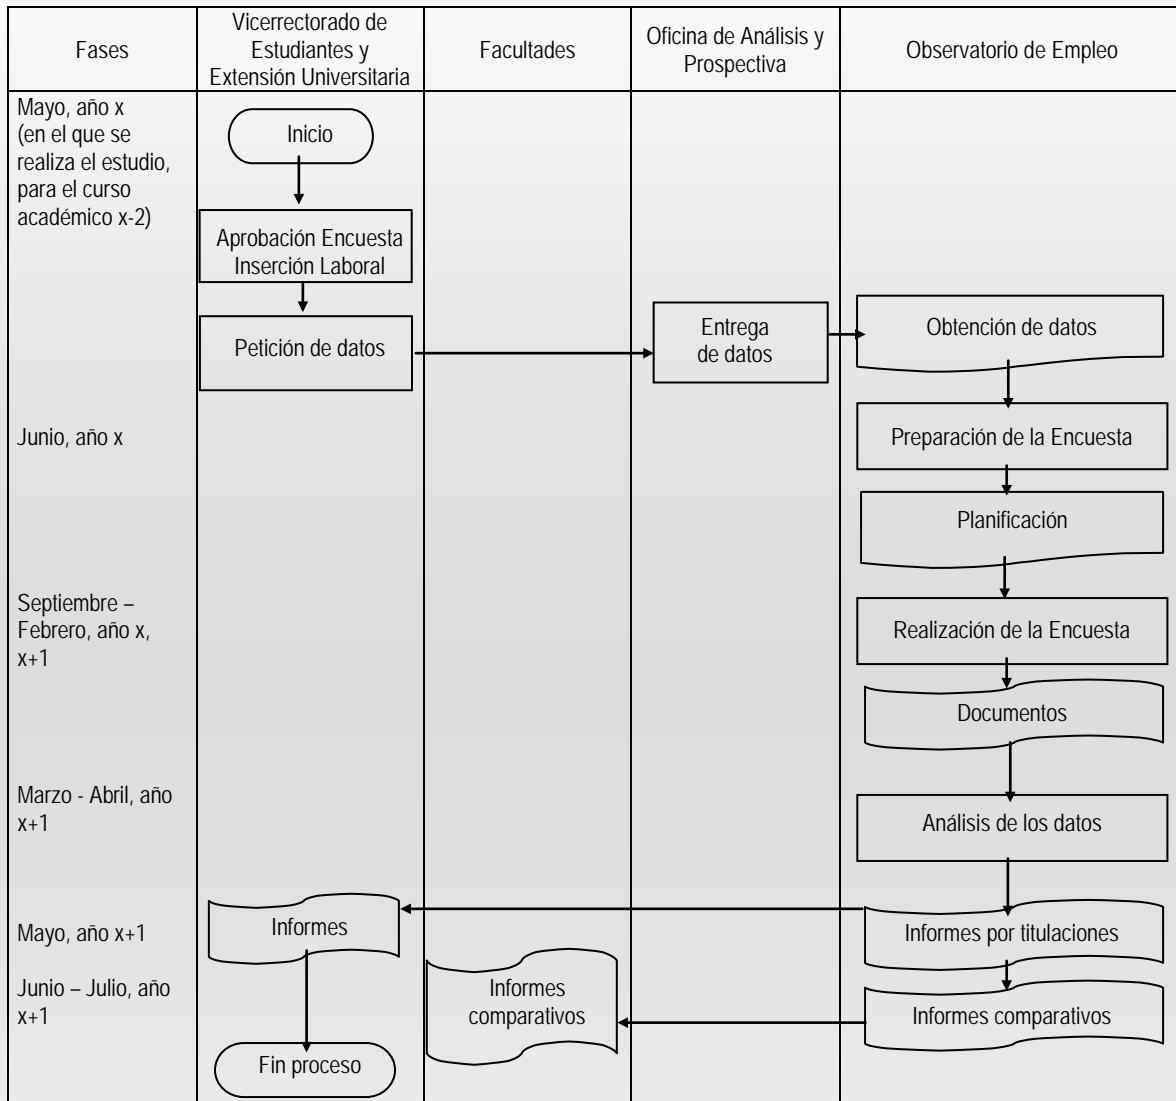 Fases
Vicerrectorado de
Estudiantes y
Extensión Universitaria
Facultades
Oficina de Análisis y
Prospectiva
Observatorio de Empleo
Mayo, año x
(en el que se
realiza el estudio,
para el curso
académico x-2)
Inicio
Aprobación Encuesta
Inserción Laboral
Petición de datos
Entrega
de datos
Obtención de datos
Junio, año x
Preparación de la Encuesta
Planificación
Septiembre –
Febrero, año x,
x+1
Realización de la Encuesta
Documentos
Marzo - Abril, año
x+1
Análisis de los datos
Mayo, año x+1
Informes
Informes por titulaciones
Junio – Julio, año
x+1
Informes
comparativos
Informes comparativos
Fin proceso